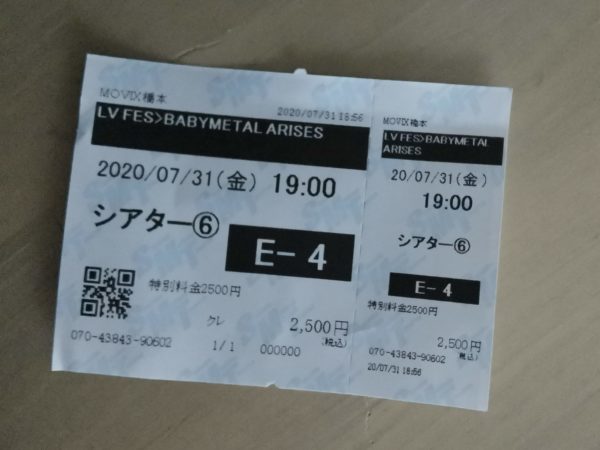 MOVIX橋本
2020/07/31 18:56
LV FES>BABYMETAL ARISES
2020/07/31(金) 19:00
シアター⑥
E- 4
特別料金2500円
クレ
2,500円
(税込)
070-43843-90602
1/1
000000
MOVIX橋本
LV FES>BABYMETAL
ARISES
20/07/31(金)
19:00
シアター⑥
E- 4
特別料金2500円
2,500円
070-43843-90602 税込)
20/07/31 18:56